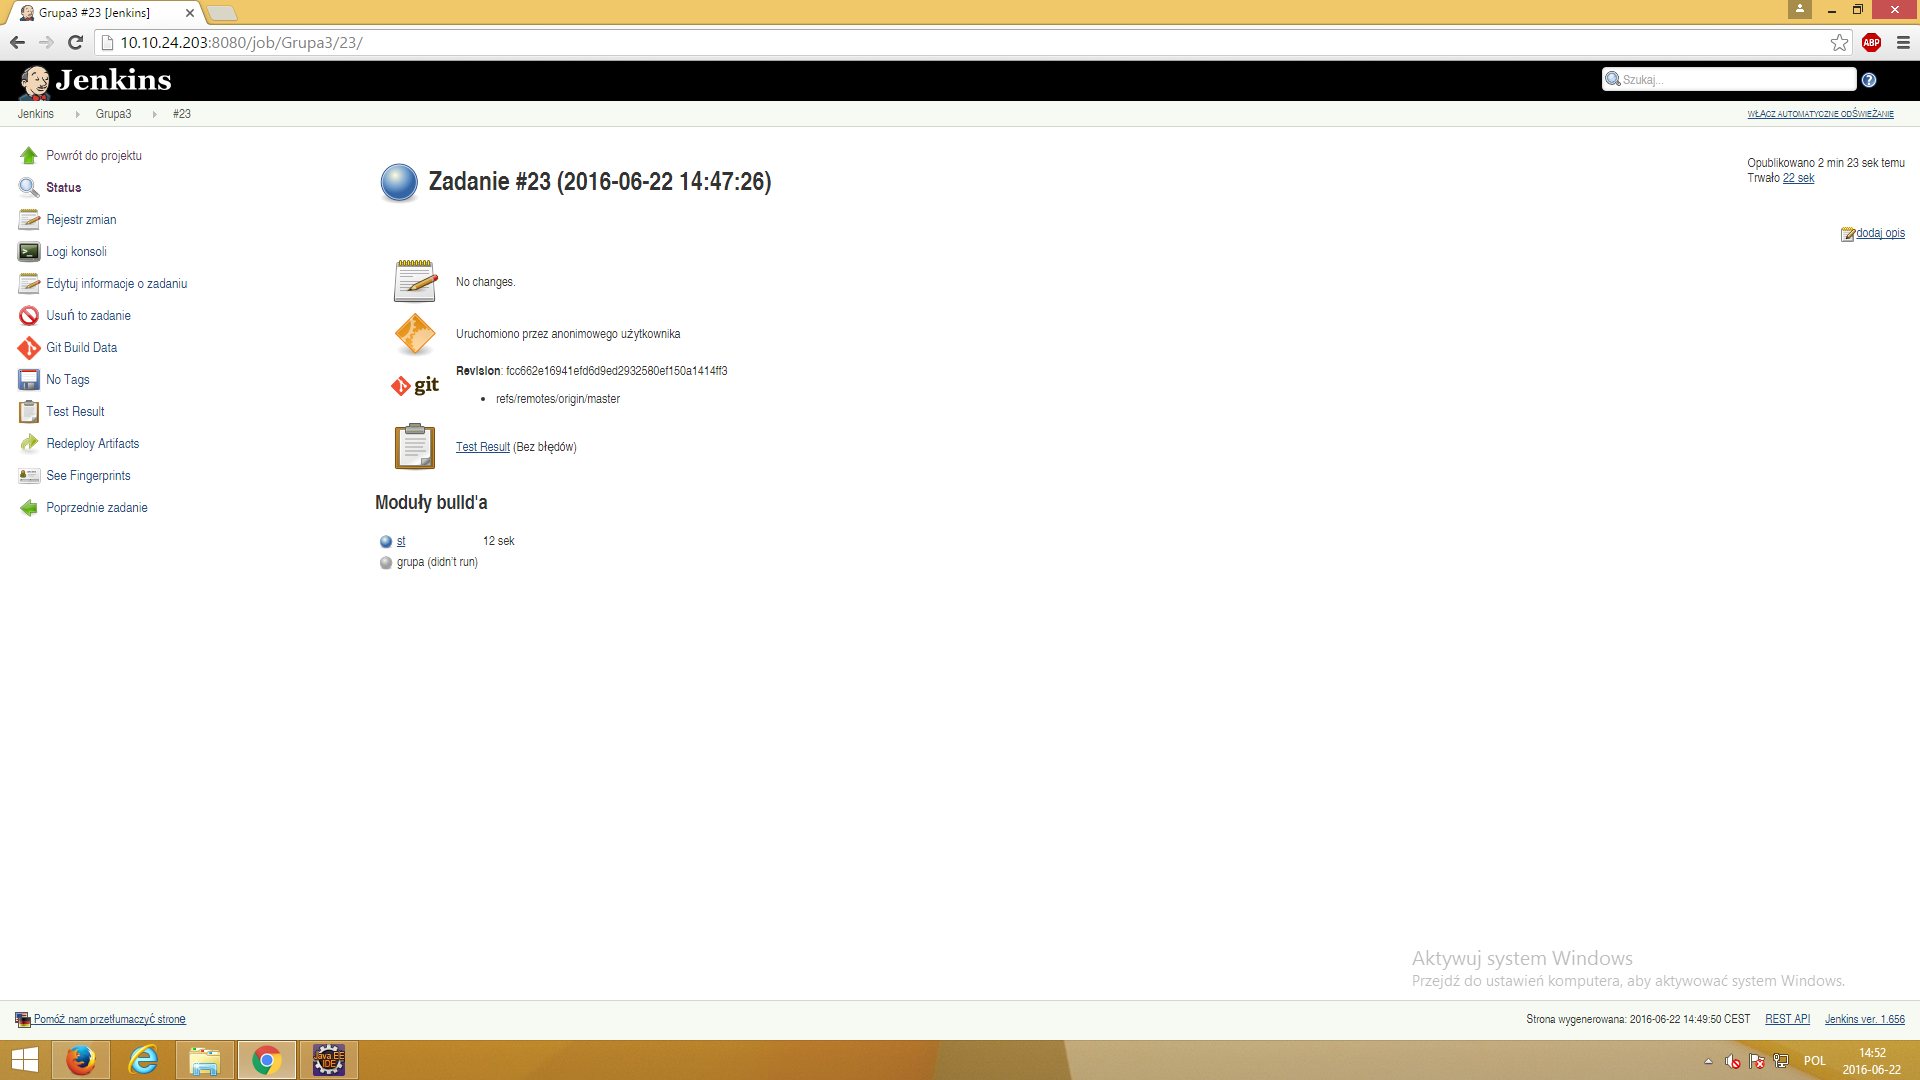 Grupa3 #23 [Jenkins]
10.10.24.203:8080/job/Grupa3/23/
ABP
Jenkins
Szukaj...
Jenkins Grupa3 #23
WŁĄCZ AUTOMATYCZNE ODŚWIEŻANIE
Powrót do projektu
Status
Rejestr zmian
Logi konsoli
Edytuj informacje o zadaniu
Usuń to zadanie
Git Build Data
No Tags
Test Result
Redeploy Artifacts
See Fingerprints
Poprzednie zadanie
Zadanie #23 (2016-06-22 14:47:26)
Opublikowano 2 min 23 sek temu
Trwało 22 sek
dodaj opis
No changes.
Uruchomiono przez anonimowego użytkownika
git
Revision: fcc662e16941efd6d9ed2932580ef150a1414ff3
• refs/remotes/origin/master
Test Result (Bez błędów)
Moduły build'a
st 12 sek
grupa (didn't run)
Aktywuj system Windows
Przejdź do ustawień komputera, aby aktywować system Windows.
Pomóż nam przetłumaczyć stronę
Strona wygenerowana: 2016-06-22 14:49:50 CEST REST API Jenkins ver. 1.656
Java EE
IDE
POL
14:52
2016-06-22